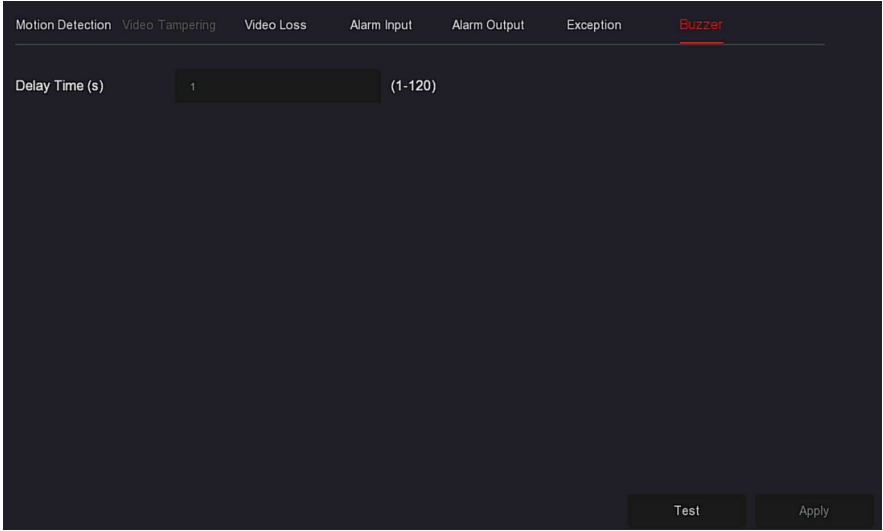 Motion Detection Video Tampering Video Loss Alarm Input Alarm Output Exception Buzzer
Delay Time (s) 1 (1-120)
Test Apply